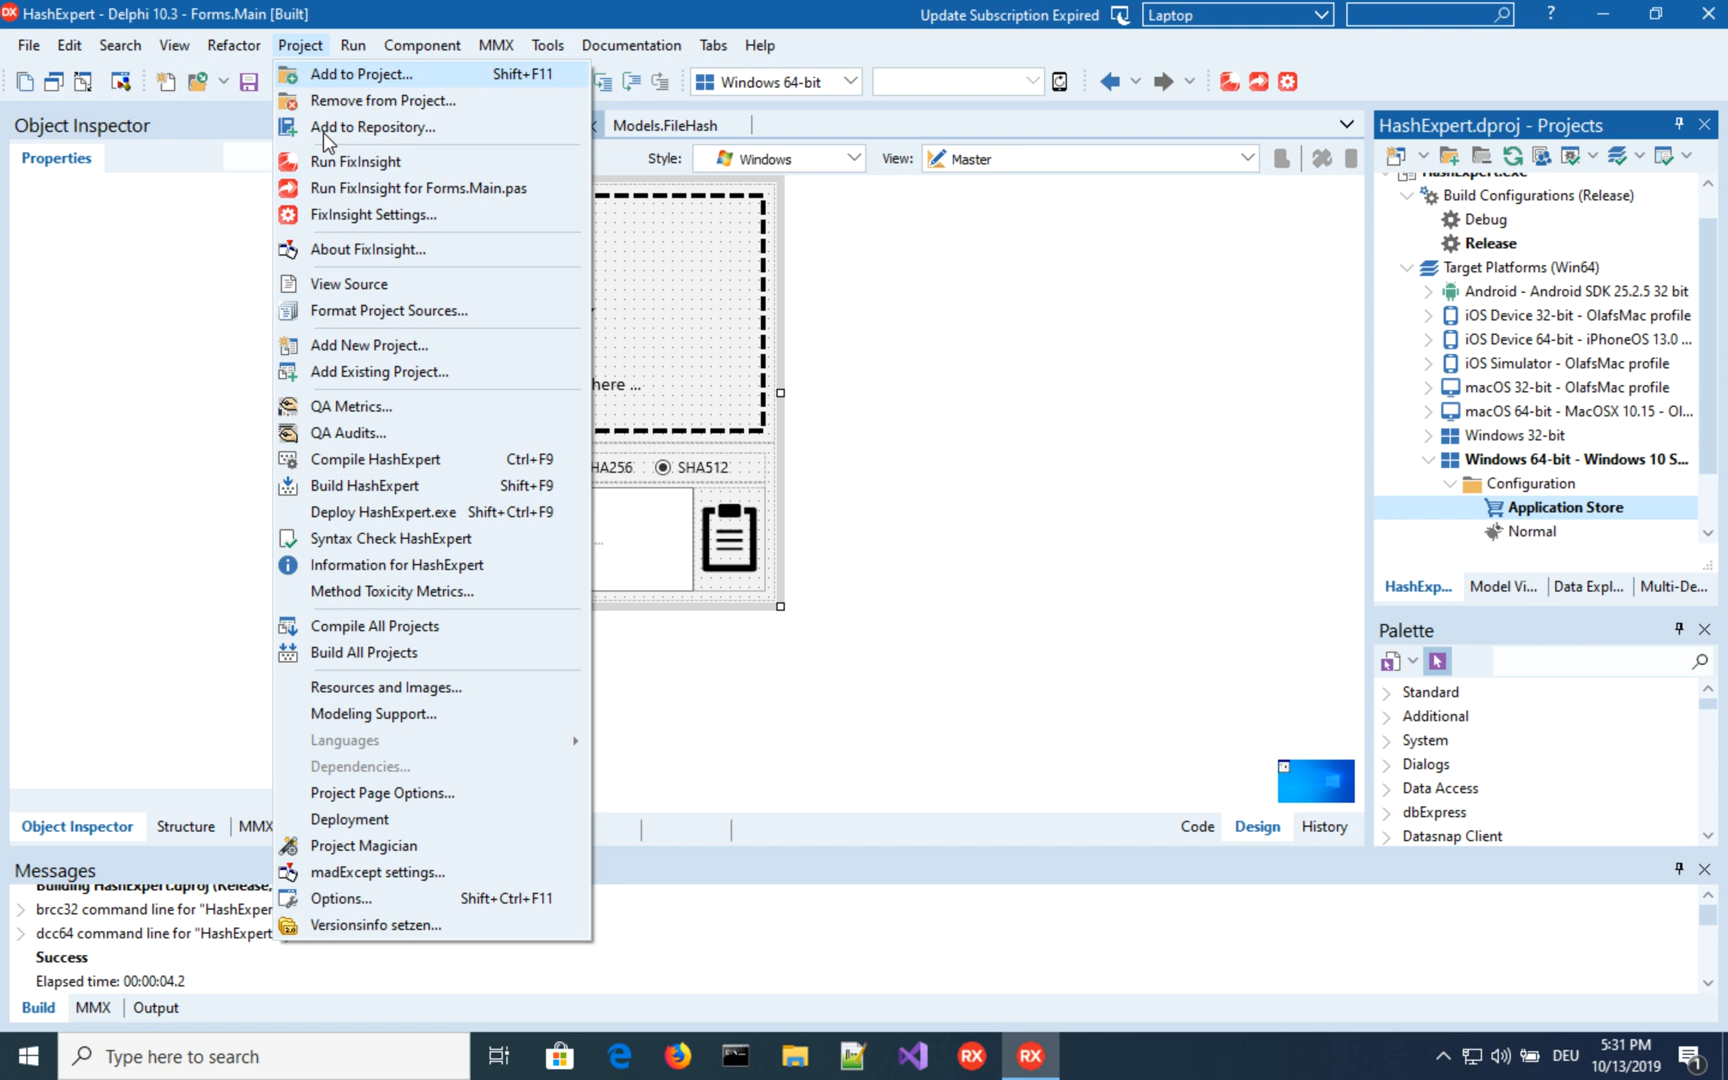 HashExpert - Delphi 10.3 - Forms.Main [Built]
Update Subscription Expired
Laptop
?
File Edit Search View Refactor Project Run Component MMX Tools Documentation Tabs Help
Windows 64-bit
Object Inspector
Properties
Add to Project... Shift+F11
Remove from Project...
Add to Repository...
Run FixInsight
Run FixInsight for Forms.Main.pas
FixInsight Settings...
About FixInsight...
View Source
Format Project Sources...
Add New Project...
Add Existing Project...
QA Metrics...
QA Audits...
Compile HashExpert Ctrl+F9
Build HashExpert Shift+F9
Deploy HashExpert.exe Shift+Ctrl+F9
Syntax Check HashExpert
Information for HashExpert
Method Toxicity Metrics...
Compile All Projects
Build All Projects
Resources and Images...
Modeling Support...
Languages
Dependencies...
Project Page Options...
Deployment
Project Magician
madExcept settings...
Options... Shift+Ctrl+F11
Versionsinfo setzen...
Models.FileHash
Style: Windows View: Master
here ...
HA256 SHA512
...
Code Design History
HashExpert.dproj - Projects
HashExpert.exe
Build Configurations (Release)
Debug
Release
Target Platforms (Win64)
Android - Android SDK 25.2.5 32 bit
iOS Device 32-bit - OlafsMac profile
iOS Device 64-bit - iPhoneOS 13.0 ...
iOS Simulator - OlafsMac profile
macOS 32-bit - OlafsMac profile
macOS 64-bit - MacOSX 10.15 - Ol...
Windows 32-bit
Windows 64-bit - Windows 10 S...
Configuration
Application Store
Normal
HashExp... Model Vi... Data Expl... Multi-De...
Palette
Standard
Additional
System
Dialogs
Data Access
dbExpress
Datasnap Client
Object Inspector Structure MMX
Messages
Building HashExpert.dproj (Release,
brcc32 command line for "HashExper
dcc64 command line for "HashExpert
Success
Elapsed time: 00:00:04.2
Build MMX Output
Type here to search
RX
RX
DEU
5:31 PM
10/13/2019
1